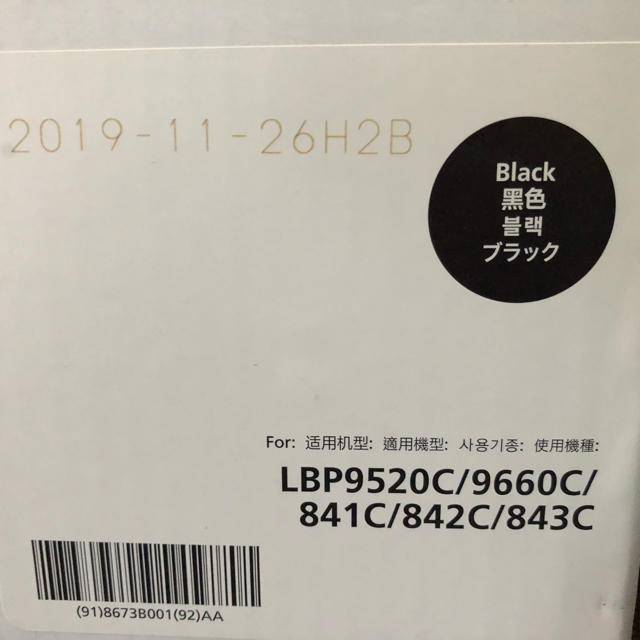 2019-11-26H2B
Black
黑色
블랙
ブラック
For: 适用机型: 適用機型: 사용기종: 使用機種:
LBP9520C/9660C/
841C/842C/843C
(91)8673B001(92)AA